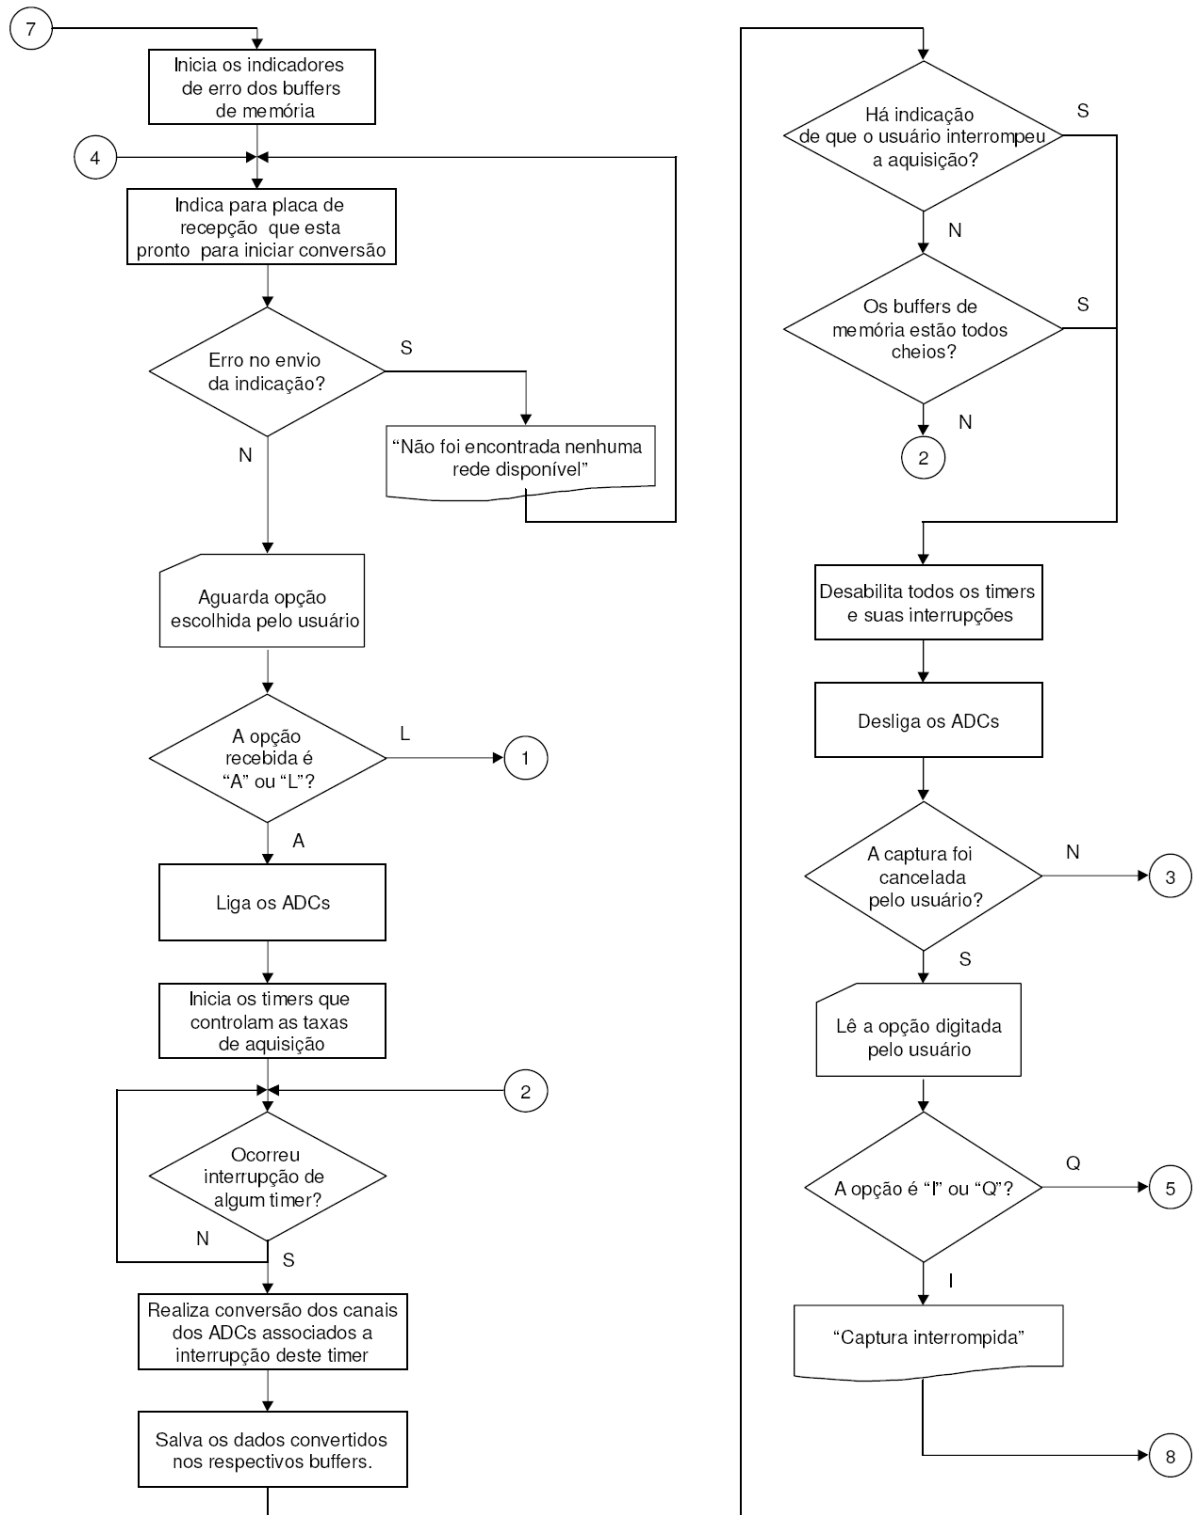 7
Inicia os indicadores
de erro dos buffers
de memória
4
Indica para placa de
recepção que esta
pronto para iniciar conversão
Erro no envio
da indicação?
S
N
“Não foi encontrada nenhuma
rede disponível”
Aguarda opção
escolhida pelo usuário
A opção
recebida é
“A” ou “L”?
L
1
A
Liga os ADCs
Inicia os timers que
controlam as taxas
de aquisição
2
Ocorreu
interrupção de
algum timer?
N
S
Realiza conversão dos canais
dos ADCs associados a
interrupção deste timer
Salva os dados convertidos
nos respectivos buffers.
Há indicação
de que o usuário interrompeu
a aquisição?
S
N
Os buffers de
memória estão todos
cheios?
S
N
2
Desabilita todos os timers
e suas interrupções
Desliga os ADCs
A captura foi
cancelada
pelo usuário?
N
3
S
Lê a opção digitada
pelo usuário
A opção é “I” ou “Q”?
Q
5
I
“Captura interrompida”
8